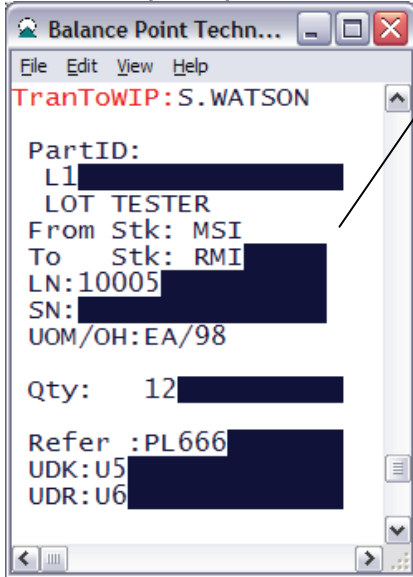 Balance Point Techn...
File Edit View Help
TranToWIP:S.WATSON
PartID:
L1
LOT TESTER
From Stk: MSI
To Stk: RMI
LN:10005
SN:
UOM/OH:EA/98
Qty: 12
Refer :PL666
UDK:U5
UDR:U6